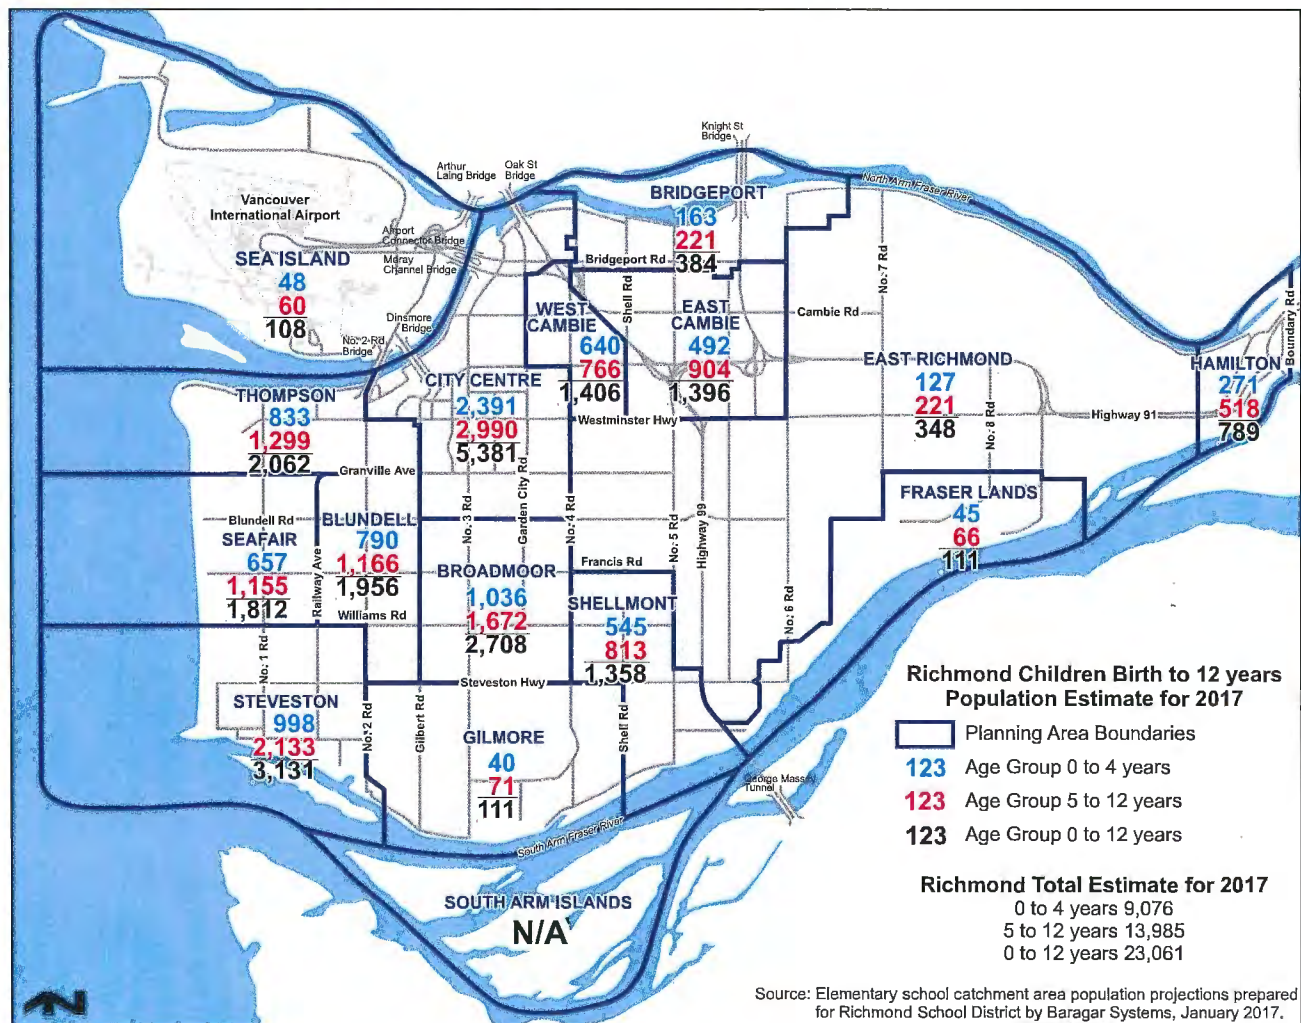 Knight St
Bridge
Arthur
Laing Bridge
Oak St
Bridge
North Arm Fraser River
BRIDGEPORT
163
221
384
Vancouver
International Airport
Airport
Connector Bridge
Moray
Channel Bridge
SEA ISLAND
48
60
108
Bridgeport Rd
Shell Rd
No. 7 Rd
Boundary Rd
Dinsmore
Bridge
No. 2 Rd
Bridge
WEST
CAMBIE
640
766
1,406
EAST
CAMBIE
492
904
1,396
Cambie Rd
EAST RICHMOND
127
221
348
HAMILTON
271
518
789
THOMPSON
833
1,299
2,062
CITY CENTRE
2,391
2,990
5,381
Westminster Hwy
No. 8 Rd
Highway 91
Granville Ave
Garden City Rd
No. 3 Rd
No. 4 Rd
No. 5 Rd
Highway 99
FRASER LANDS
45
66
111
Blundell Rd
SEAFAIR
657
1,155
1,812
BLUNDELL
790
1,166
1,956
Railway Ave
Williams Rd
BROADMOOR
1,036
1,672
2,708
Francis Rd
SHELLMONT
545
813
1,358
No. 6 Rd
No. 1 Rd
Steveston Hwy
STEVESTON
998
2,133
3,131
No. 2 Rd
Gilbert Rd
GILMORE
40
71
111
Shell Rd
George Massey
Tunnel
South Arm Fraser River
SOUTH ARM ISLANDS
N/A
Richmond Children Birth to 12 years
Population Estimate for 2017
Planning Area Boundaries
123 Age Group 0 to 4 years
123 Age Group 5 to 12 years
123 Age Group 0 to 12 years
Richmond Total Estimate for 2017
0 to 4 years 9,076
5 to 12 years 13,985
0 to 12 years 23,061
Source: Elementary school catchment area population projections prepared
for Richmond School District by Baragar Systems, January 2017.